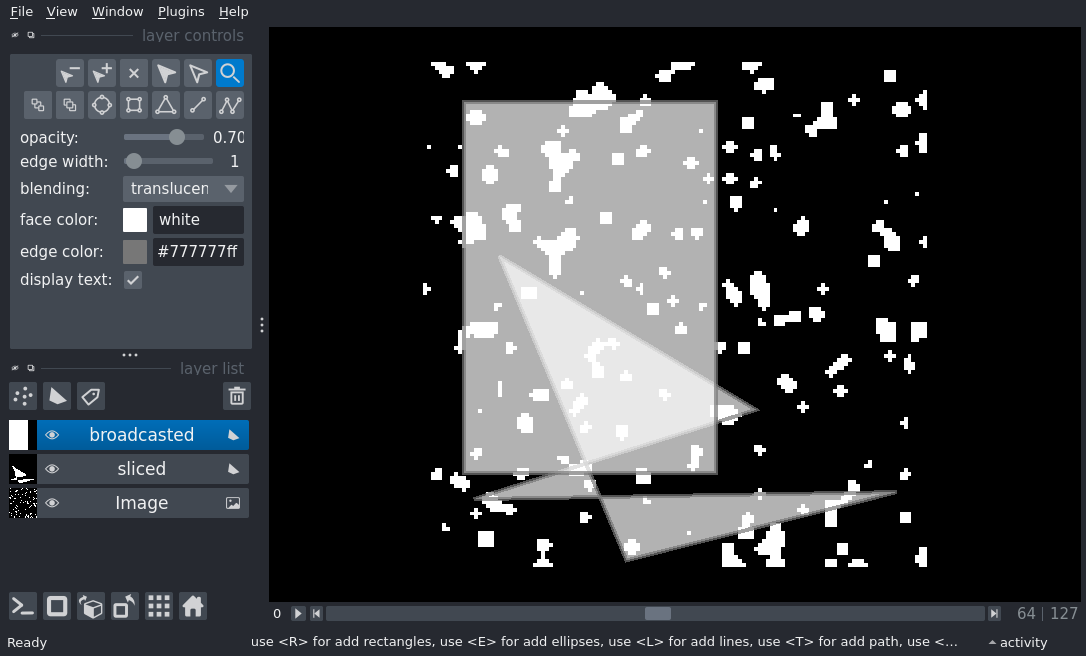 File View Window Plugins Help
layer controls
opacity: 0.70
edge width: 1
blending: translucen
face color: white
edge color: #777777ff
display text:
layer list
broadcasted
sliced
Image
0 64 127
Ready use <R> for add rectangles, use <E> for add ellipses, use <L> for add lines, use <T> for add path, use <... activity